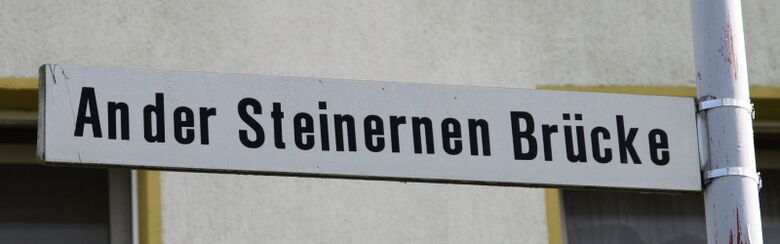 An der Steinernen Brücke